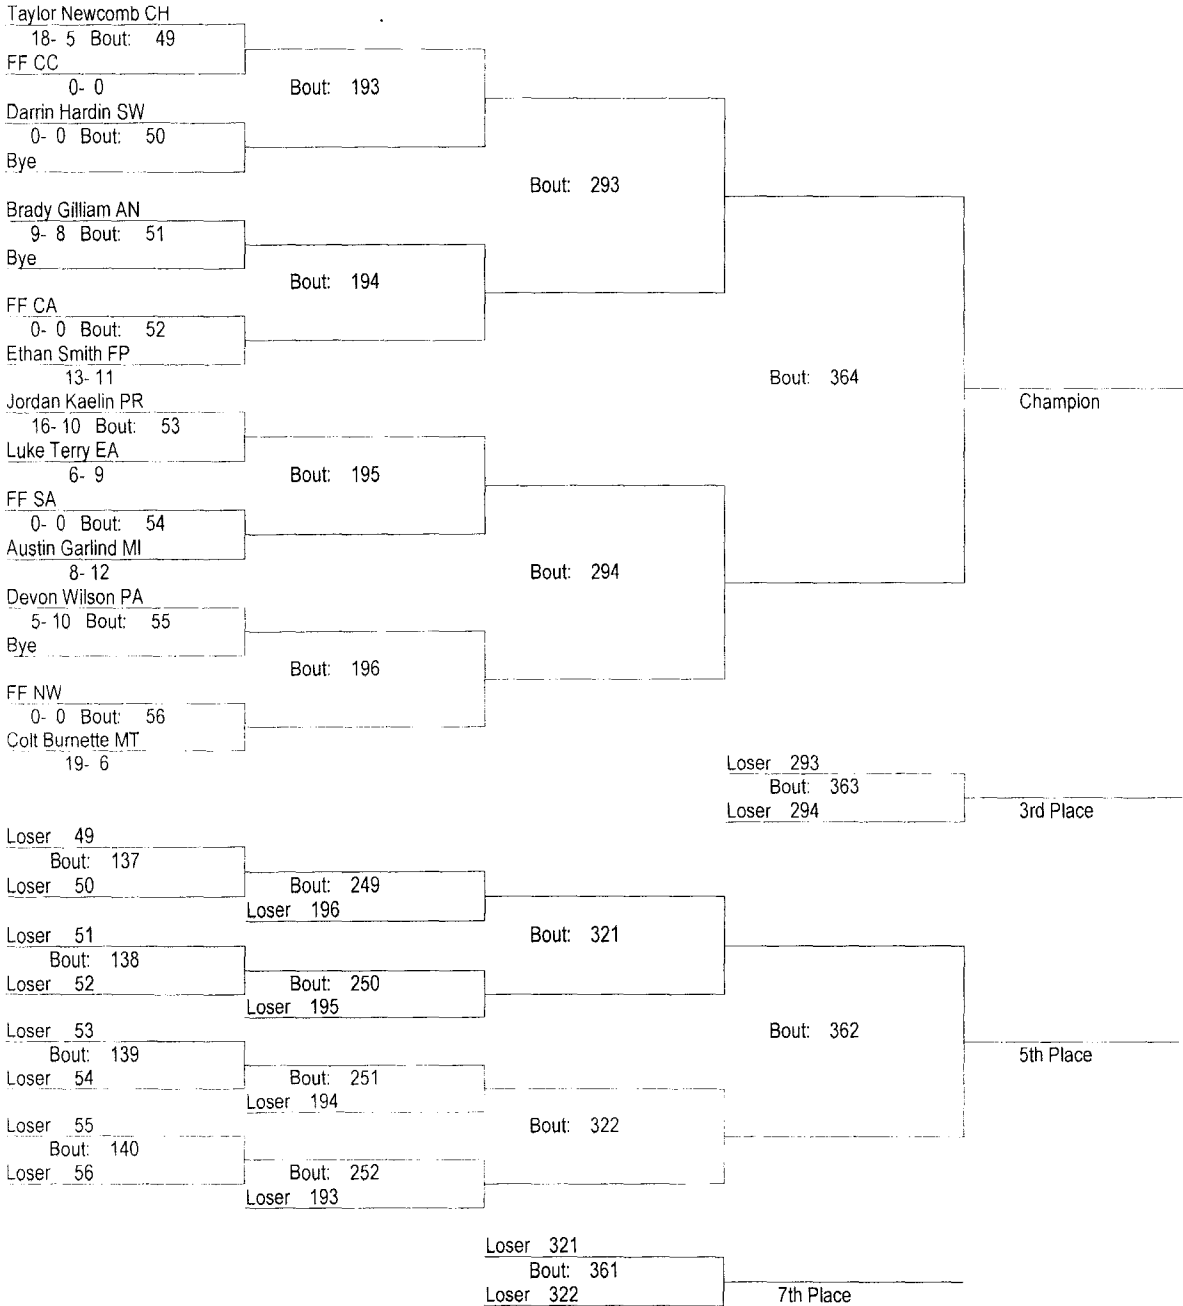 Taylor Newcomb CH
18- 5 Bout: 49
FF CC
0- 0
Bout: 193
Darrin Hardin SW
0- 0 Bout: 50
Bye
Bout: 293
Brady Gilliam AN
9- 8 Bout: 51
Bye
Bout: 194
FF CA
0- 0 Bout: 52
Ethan Smith FP
13- 11
Bout: 364
Champion
Jordan Kaelin PR
16- 10 Bout: 53
Luke Terry EA
6- 9
Bout: 195
FF SA
0- 0 Bout: 54
Austin Garlind MI
8- 12
Bout: 294
Devon Wilson PA
5- 10 Bout: 55
Bye
Bout: 196
FF NW
0- 0 Bout: 56
Colt Burnette MT
19- 6
Loser 293
Bout: 363
Loser 294
3rd Place
Loser 49
Bout: 137
Loser 50
Bout: 249
Loser 196
Loser 51
Bout: 138
Loser 52
Bout: 321
Bout: 250
Loser 195
Loser 53
Bout: 139
Loser 54
Bout: 362
5th Place
Bout: 251
Loser 194
Loser 55
Bout: 140
Loser 56
Bout: 322
Bout: 252
Loser 193
Loser 321
Bout: 361
Loser 322
7th Place